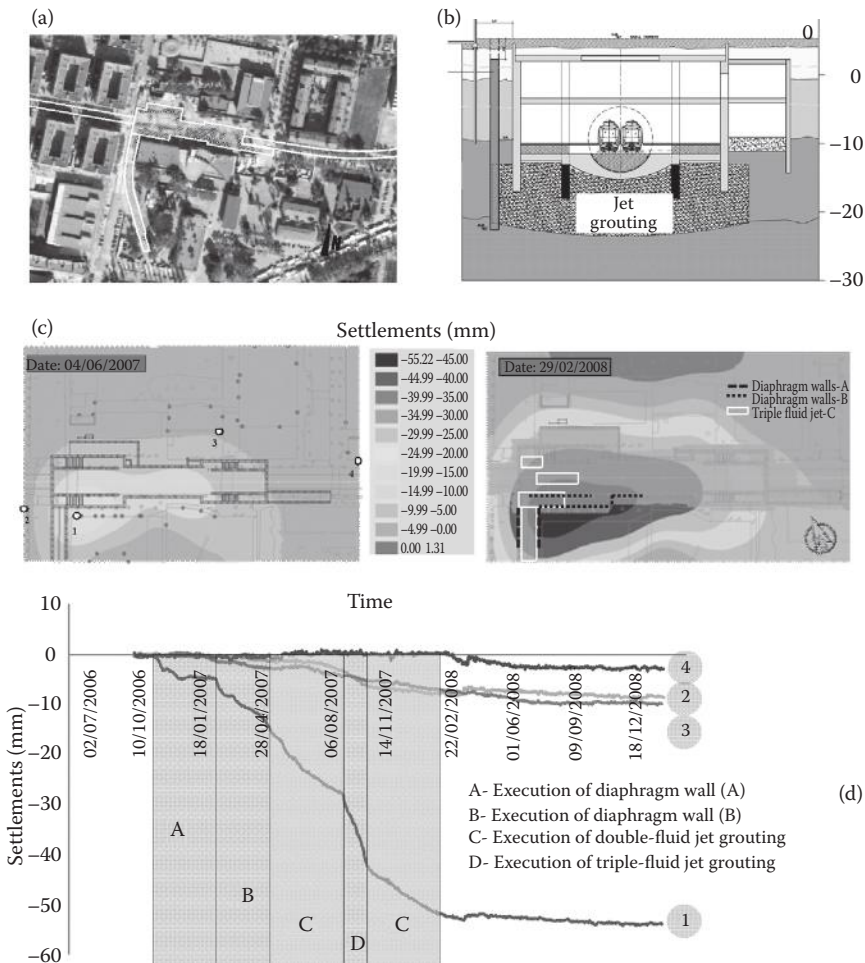 (a)
(b)
0
0
−10
−20
−30
Jet
grouting
(c)
Settlements (mm)
Date: 04/06/2007
3
4
2
1
−55.22 −45.00
−44.99 −40.00
−39.99 −35.00
−34.99 −30.00
−29.99 −25.00
−24.99 −20.00
−19.99 −15.00
−14.99 −10.00
−9.99 −5.00
−4.99 −0.00
0.00 1.31
Date: 29/02/2008
Diaphragm walls-A
Diaphragm walls-B
Triple fluid jet-C
Time
Settlements (mm)
10
0
−10
−20
−30
−40
−50
−60
02/07/2006
10/10/2006
18/01/2007
28/04/2007
06/08/2007
14/11/2007
22/02/2008
01/06/2008
09/09/2008
18/12/2008
4
2
3
1
A
B
C
D
C
A- Execution of diaphragm wall (A)
B- Execution of diaphragm wall (B)
C- Execution of double-fluid jet grouting
D- Execution of triple-fluid jet grouting
(d)